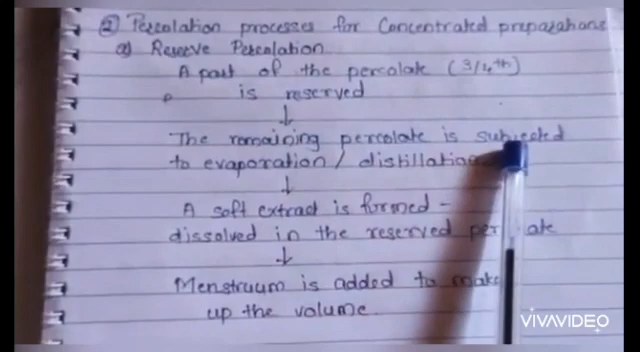 ② Percolation processes for Concentrated preparations
a) Reserve Percolation
A part of the percolate (3/4th)
is reserved
↓
The remaining percolate is subjected
to evaporation / distillation
↓
A soft extract is formed -
dissolved in the reserved
↓
Menstruum is added to make
up the volume.
VIVAVIDEO